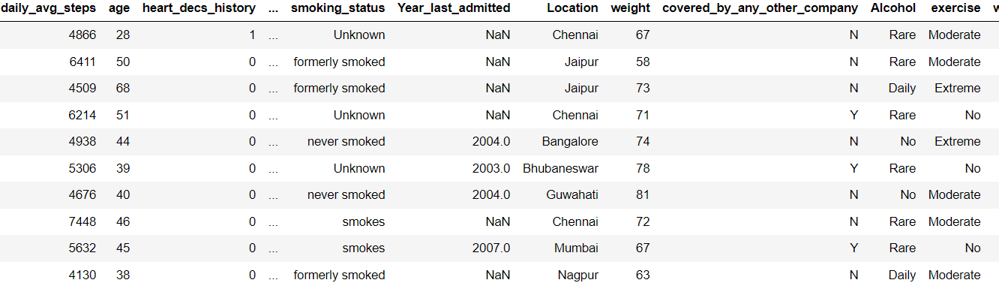 daily_avg_steps age heart_decs_history ... smoking_status Year_last_admitted Location weight covered_by_any_other_company Alcohol exercise w
4866 28 1 ... Unknown NaN Chennai 67 N Rare Moderate
6411 50 0 ... formerly smoked NaN Jaipur 58 N Rare Moderate
4509 68 0 ... formerly smoked NaN Jaipur 73 N Daily Extreme
6214 51 0 ... Unknown NaN Chennai 71 Y Rare No
4938 44 0 ... never smoked 2004.0 Bangalore 74 N No Extreme
5306 39 0 ... Unknown 2003.0 Bhubaneswar 78 Y Rare No
4676 40 0 ... never smoked 2004.0 Guwahati 81 N No Moderate
7448 46 0 ... smokes NaN Chennai 72 N Rare Moderate
5632 45 0 ... smokes 2007.0 Mumbai 67 Y Rare No
4130 38 0 ... formerly smoked NaN Nagpur 63 N Daily Moderate